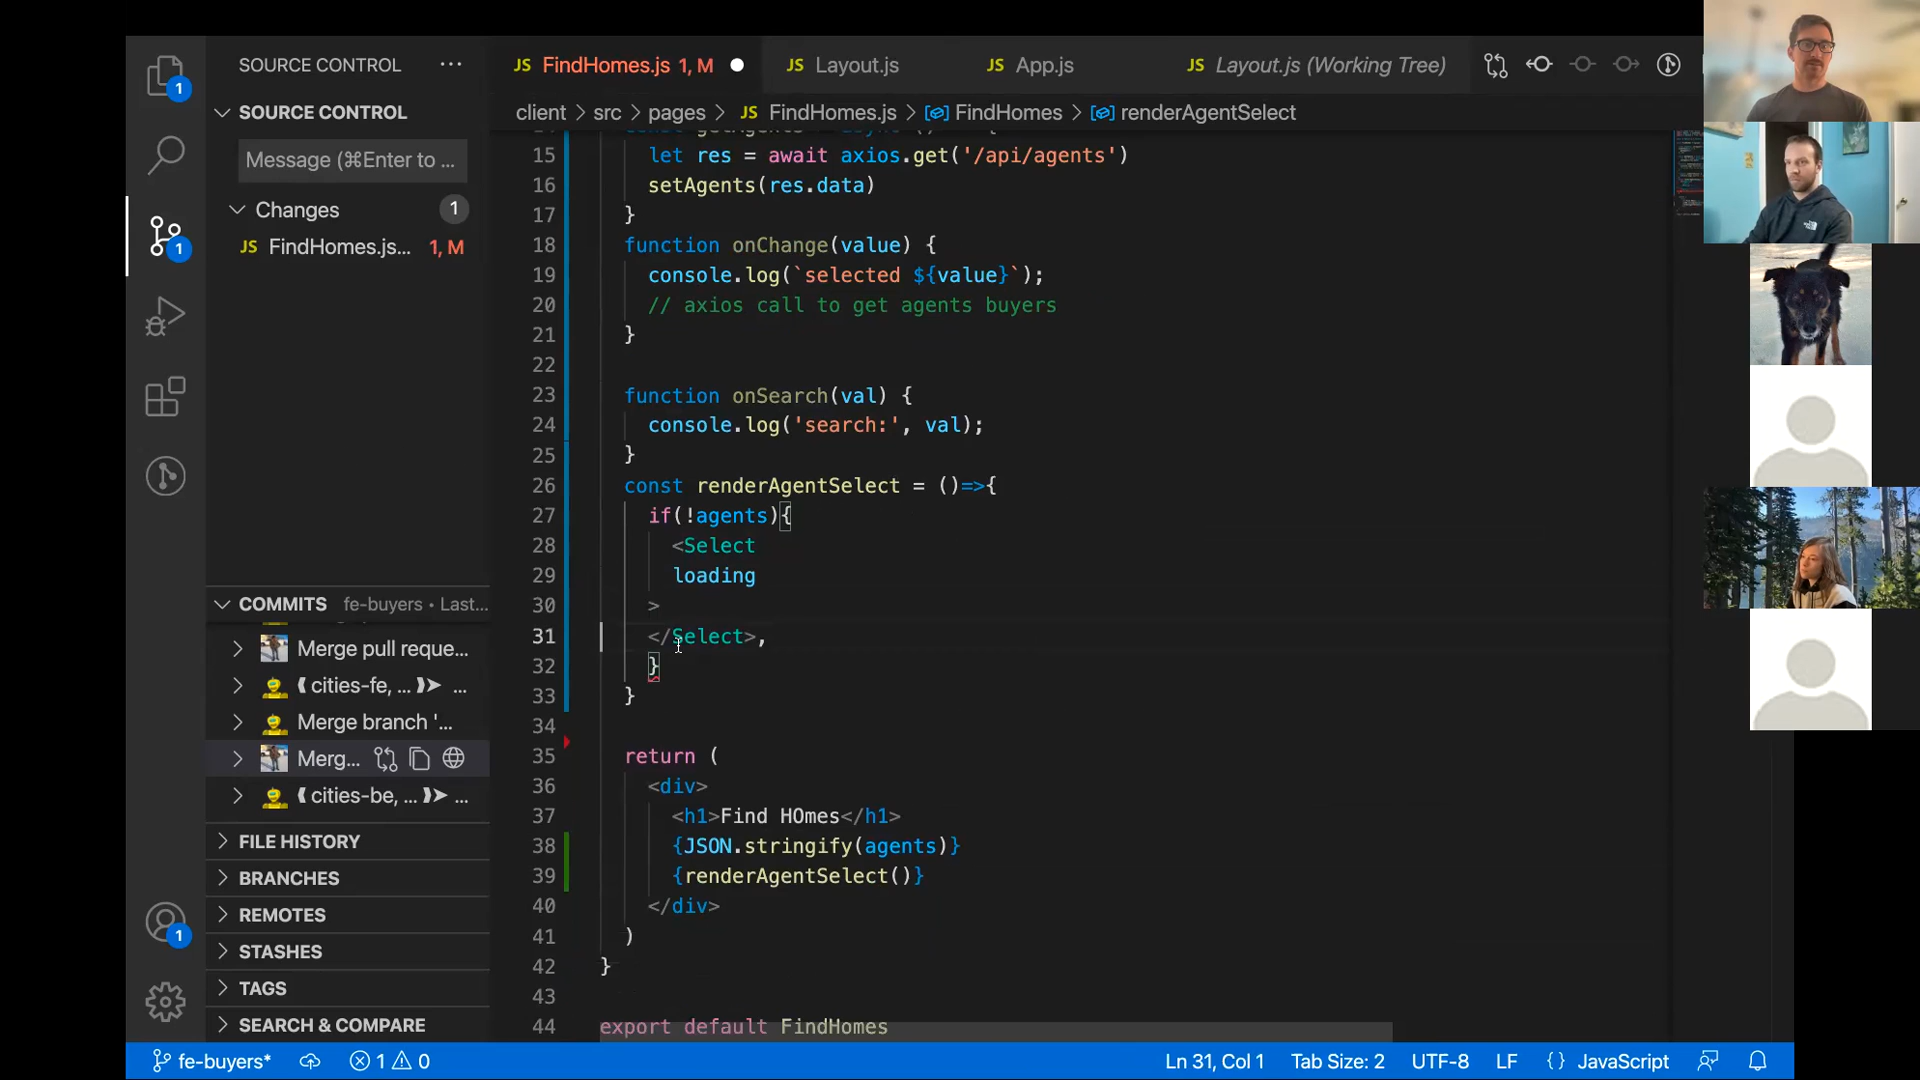 SOURCE CONTROL ...
FindHomes.js 1, M
Layout.js
App.js
Layout.js (Working Tree)
1
SOURCE CONTROL
client > src > pages > JS FindHomes.js > FindHomes > renderAgentSelect
Message (⌘Enter to ...
Changes 1
JS FindHomes.js... 1, M
1
15 let res = await axios.get('/api/agents')
16 setAgents(res.data)
17 }
18 function onChange(value) {
19 console.log(`selected ${value}`);
20 // axios call to get agents buyers
21 }
22
23 function onSearch(val) {
24 console.log('search:', val);
25 }
26 const renderAgentSelect = ()=>{
27 if(!agents){
28 <Select
29 loading
30 >
31 </Select>,
32 }
33 }
34
35 return (
36 <div>
37 <h1>Find HOmes</h1>
38 {JSON.stringify(agents)}
39 {renderAgentSelect()}
40 </div>
41 )
42 }
43
44 export default FindHomes
COMMITS fe-buyers • Last...
Merge pull reque...
cities-fe, ... ...
Merge branch '...
Merg...
cities-be, ... ...
FILE HISTORY
BRANCHES
REMOTES
STASHES
TAGS
SEARCH & COMPARE
1
fe-buyers* 1 0
Ln 31, Col 1 Tab Size: 2 UTF-8 LF {} JavaScript